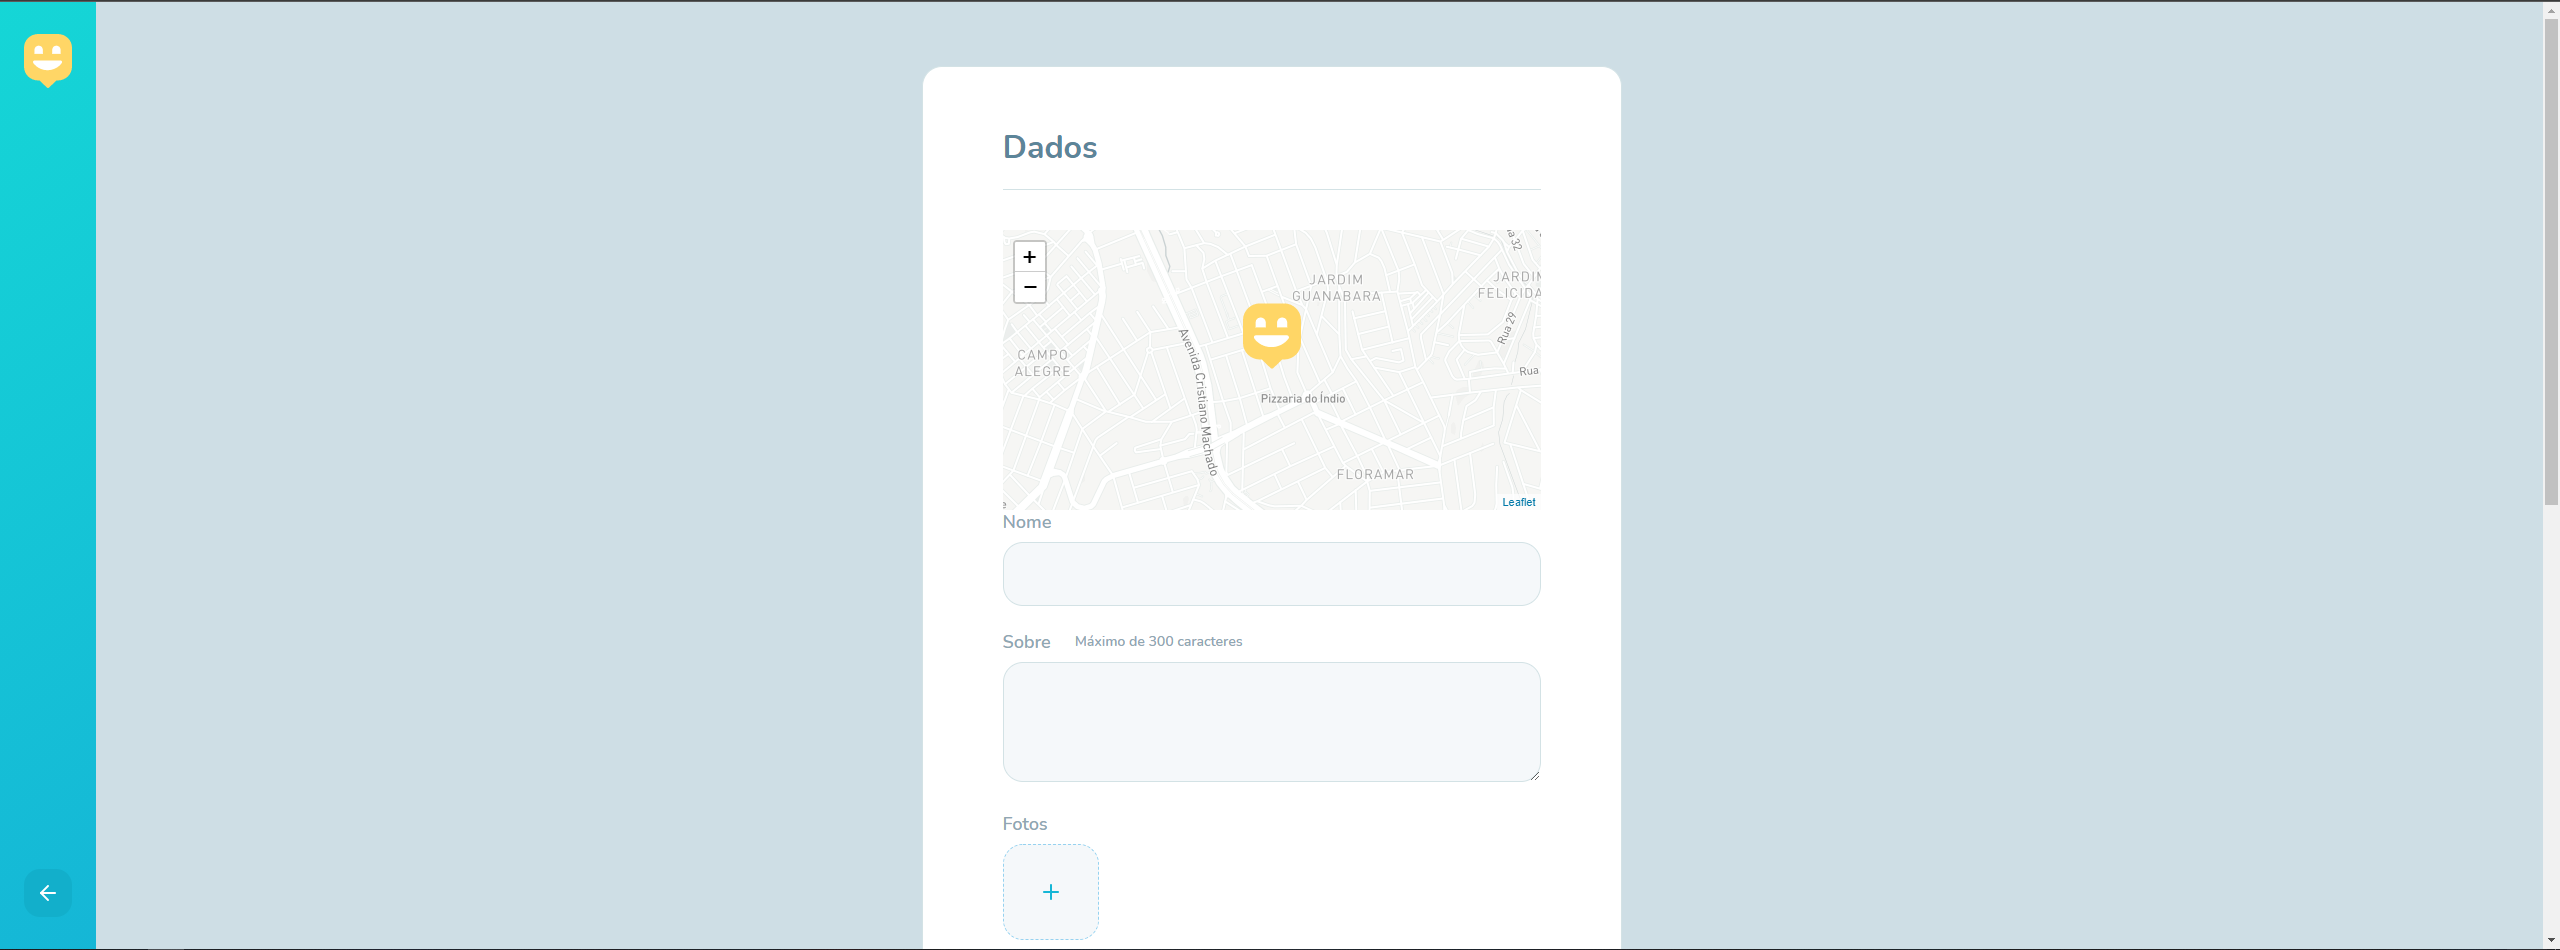 Dados
+
−
JARDIM
GUANABARA
JARDIM
FELICIDA
Rua 29
CAMPO
ALEGRE
Avenida Cristiano Machado
Rua
Pizzaria do Índio
FLORAMAR
Leaflet
Nome
Sobre Máximo de 300 caracteres
Fotos
+